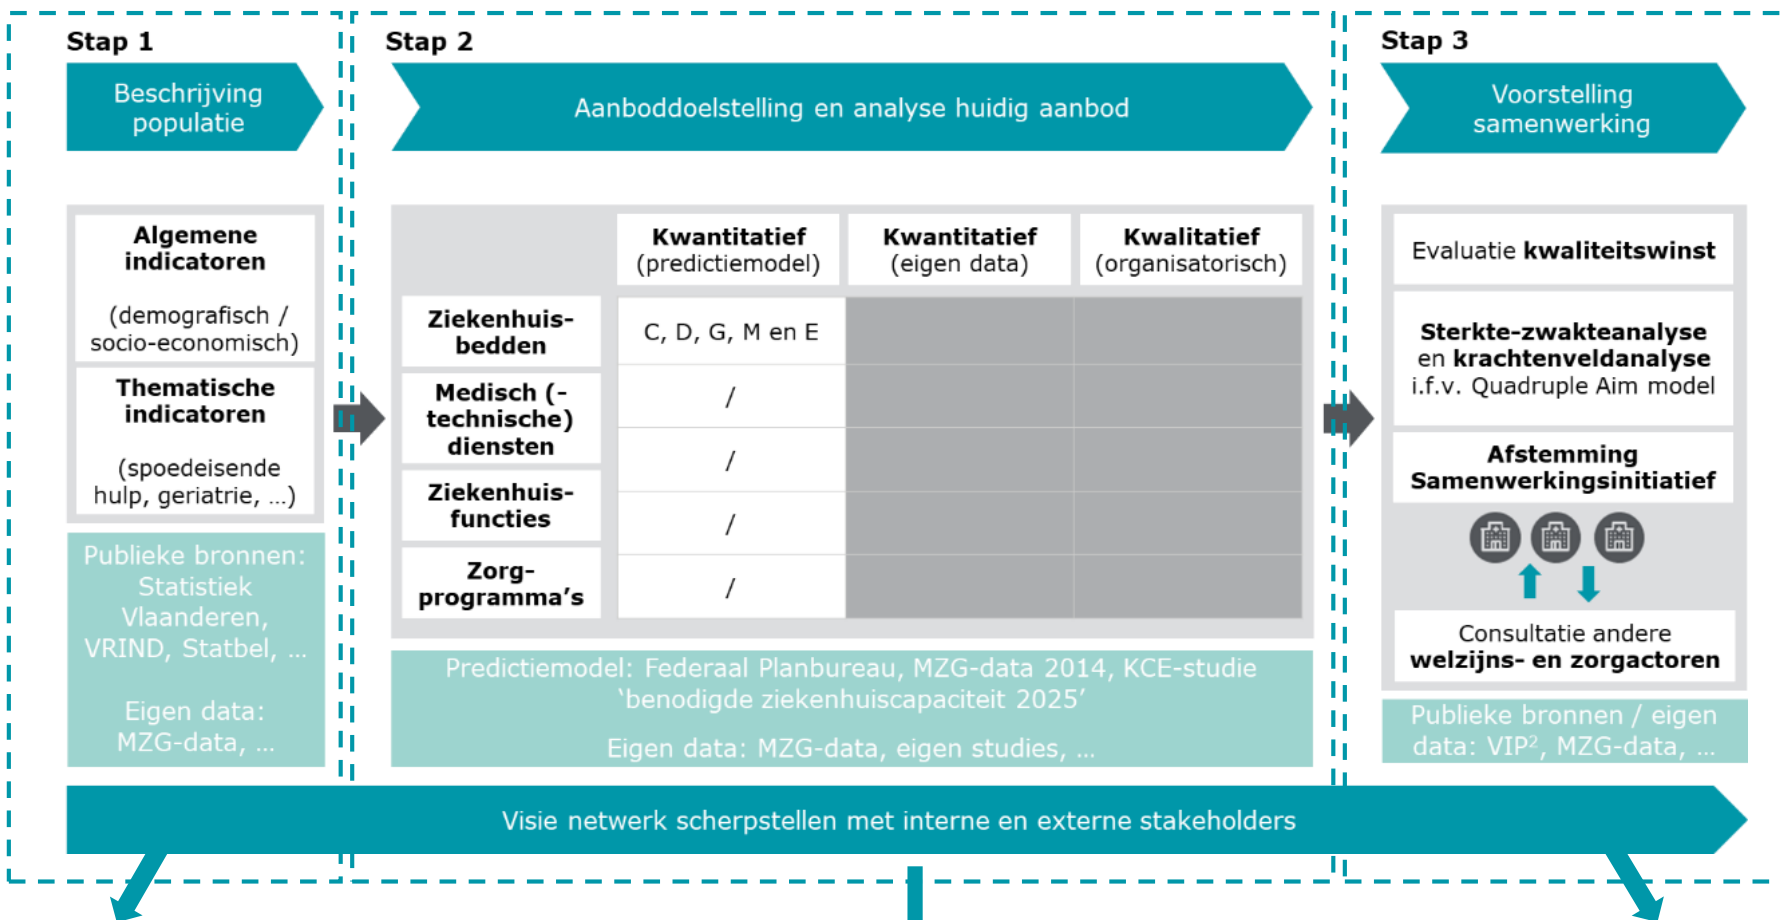 Stap 1
Beschrijving
populatie
Algemene
indicatoren
(demografisch /
socio-economisch)
Thematische
indicatoren
(spoedeisende
hulp, geriatrie, …)
Publieke bronnen:
Statistiek
Vlaanderen,
VRIND, Statbel, …
Eigen data:
MZG-data, …
Stap 2
Aanboddoelstelling en analyse huidig aanbod
Kwantitatief
(predictiemodel)
Kwantitatief
(eigen data)
Kwalitatief
(organisatorisch)
Ziekenhuis-
bedden
C, D, G, M en E
Medisch (-
technische)
diensten
/
/
Ziekenhuis-
functies
/
Zorg-
programma’s
/
Predictiemodel: Federaal Planbureau, MZG-data 2014, KCE-studie
‘benodigde ziekenhuiscapaciteit 2025’
Eigen data: MZG-data, eigen studies, …
Stap 3
Voorstelling
samenwerking
Evaluatie kwaliteitswinst
Sterkte-zwakteanalyse
en krachtenveldanalyse
i.f.v. Quadruple Aim model
Afstemming
Samenwerkingsinitiatief
Consultatie andere
welzijns- en zorgactoren
Publieke bronnen / eigen
data: VIP², MZG-data, …
Visie netwerk scherpstellen met interne en externe stakeholders